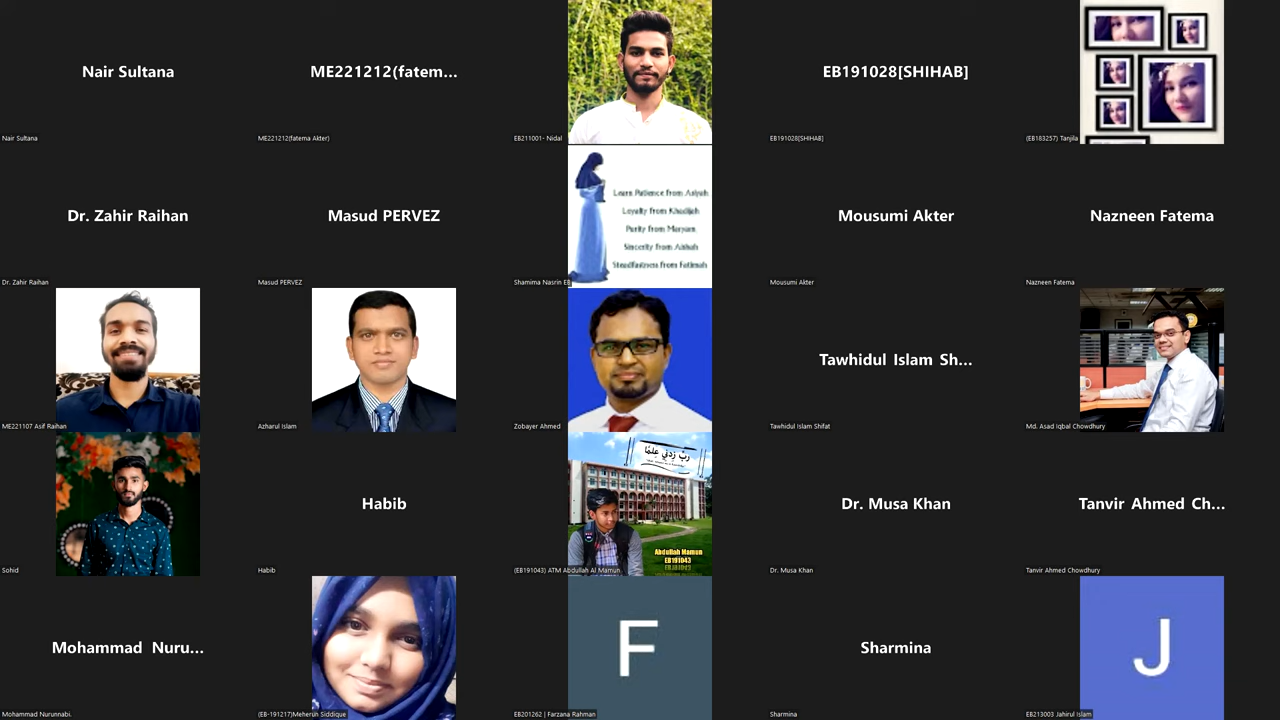 Nair Sultana
Nair Sultana
ME221212(fatem...
ME221212(fatema Akter)
EB211001- Nidal
EB191028[SHIHAB]
EB191028[SHIHAB]
(EB183257) Tanjila
Dr. Zahir Raihan
Dr. Zahir Raihan
Masud PERVEZ
Masud PERVEZ
Learn Patience from Asiyah
Loyalty from Khadijah
Purity from Maryam
Sincerity from Aishah
Steadfastness from Fatimah
Shamima Nasrin EB
Mousumi Akter
Mousumi Akter
Nazneen Fatema
Nazneen Fatema
ME221107 Asif Raihan
Azharul Islam
Zobayer Ahmed
Tawhidul Islam Sh...
Tawhidul Islam Shifat
Md. Asad Iqbal Chowdhury
Sohid
Habib
Habib
رَبِّ زِدْنِي عِلْمًا
Abdullah Mamun
EB191043
(EB191043) ATM Abdullah Al Mamun
Dr. Musa Khan
Dr. Musa Khan
Tanvir Ahmed Ch...
Tanvir Ahmed Chowdhury
Mohammad Nuru...
Mohammad Nurunnabi.
(EB-191217)Meherun Siddique
F
EB201262 | Farzana Rahman
Sharmina
Sharmina
J
EB213003 Jahirul Islam